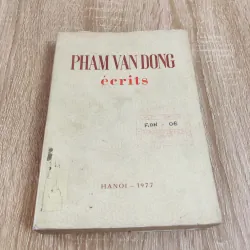 PHAM VAN DONG
écrits
HANOI - 1977